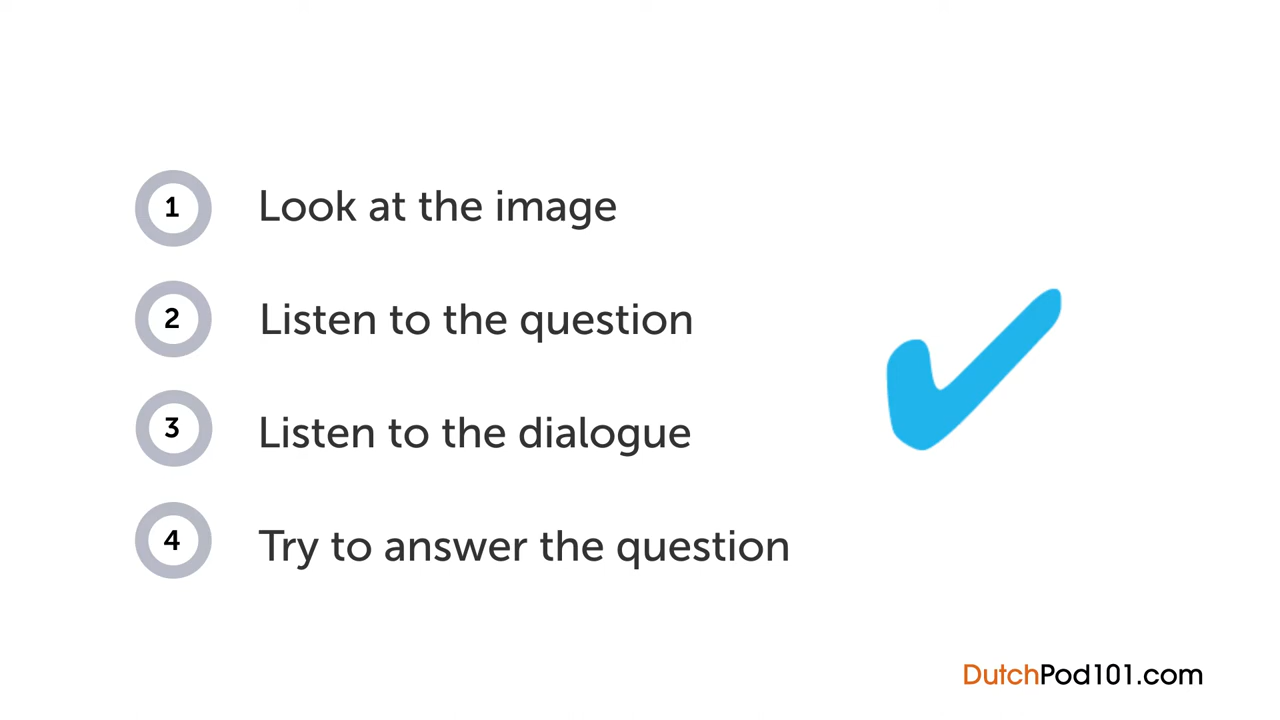 1 Look at the image
2 Listen to the question
3 Listen to the dialogue
4 Try to answer the question
DutchPod101.com